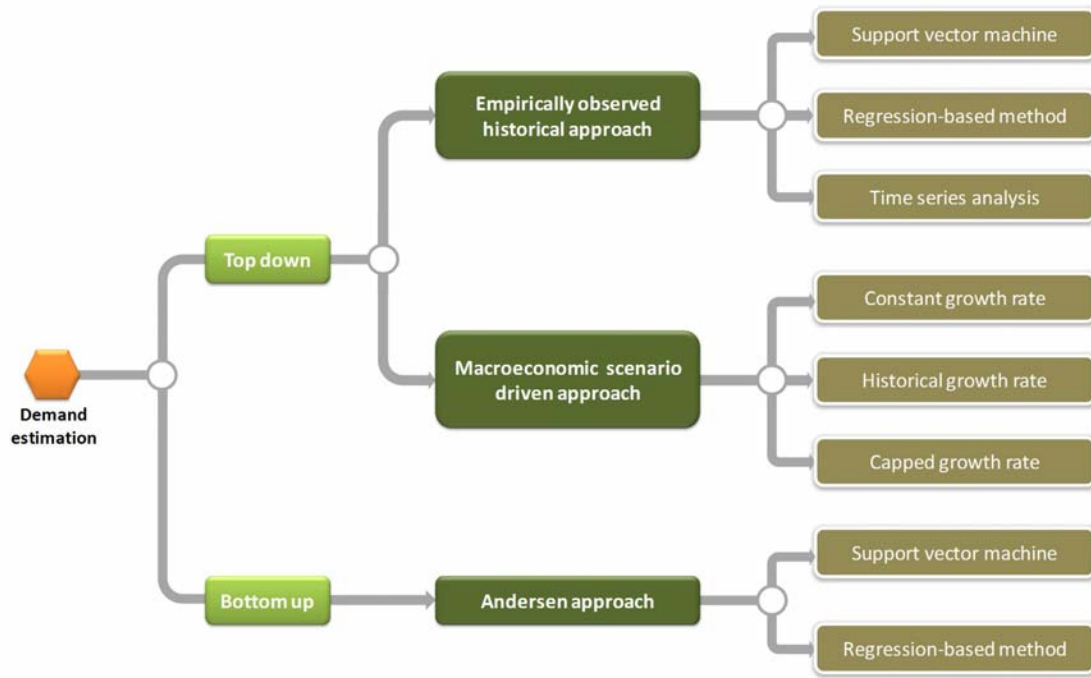 Demand
estimation
Top down
Bottom up
Empirically observed
historical approach
Macroeconomic scenario
driven approach
Andersen approach
Support vector machine
Regression-based method
Time series analysis
Constant growth rate
Historical growth rate
Capped growth rate
Support vector machine
Regression-based method